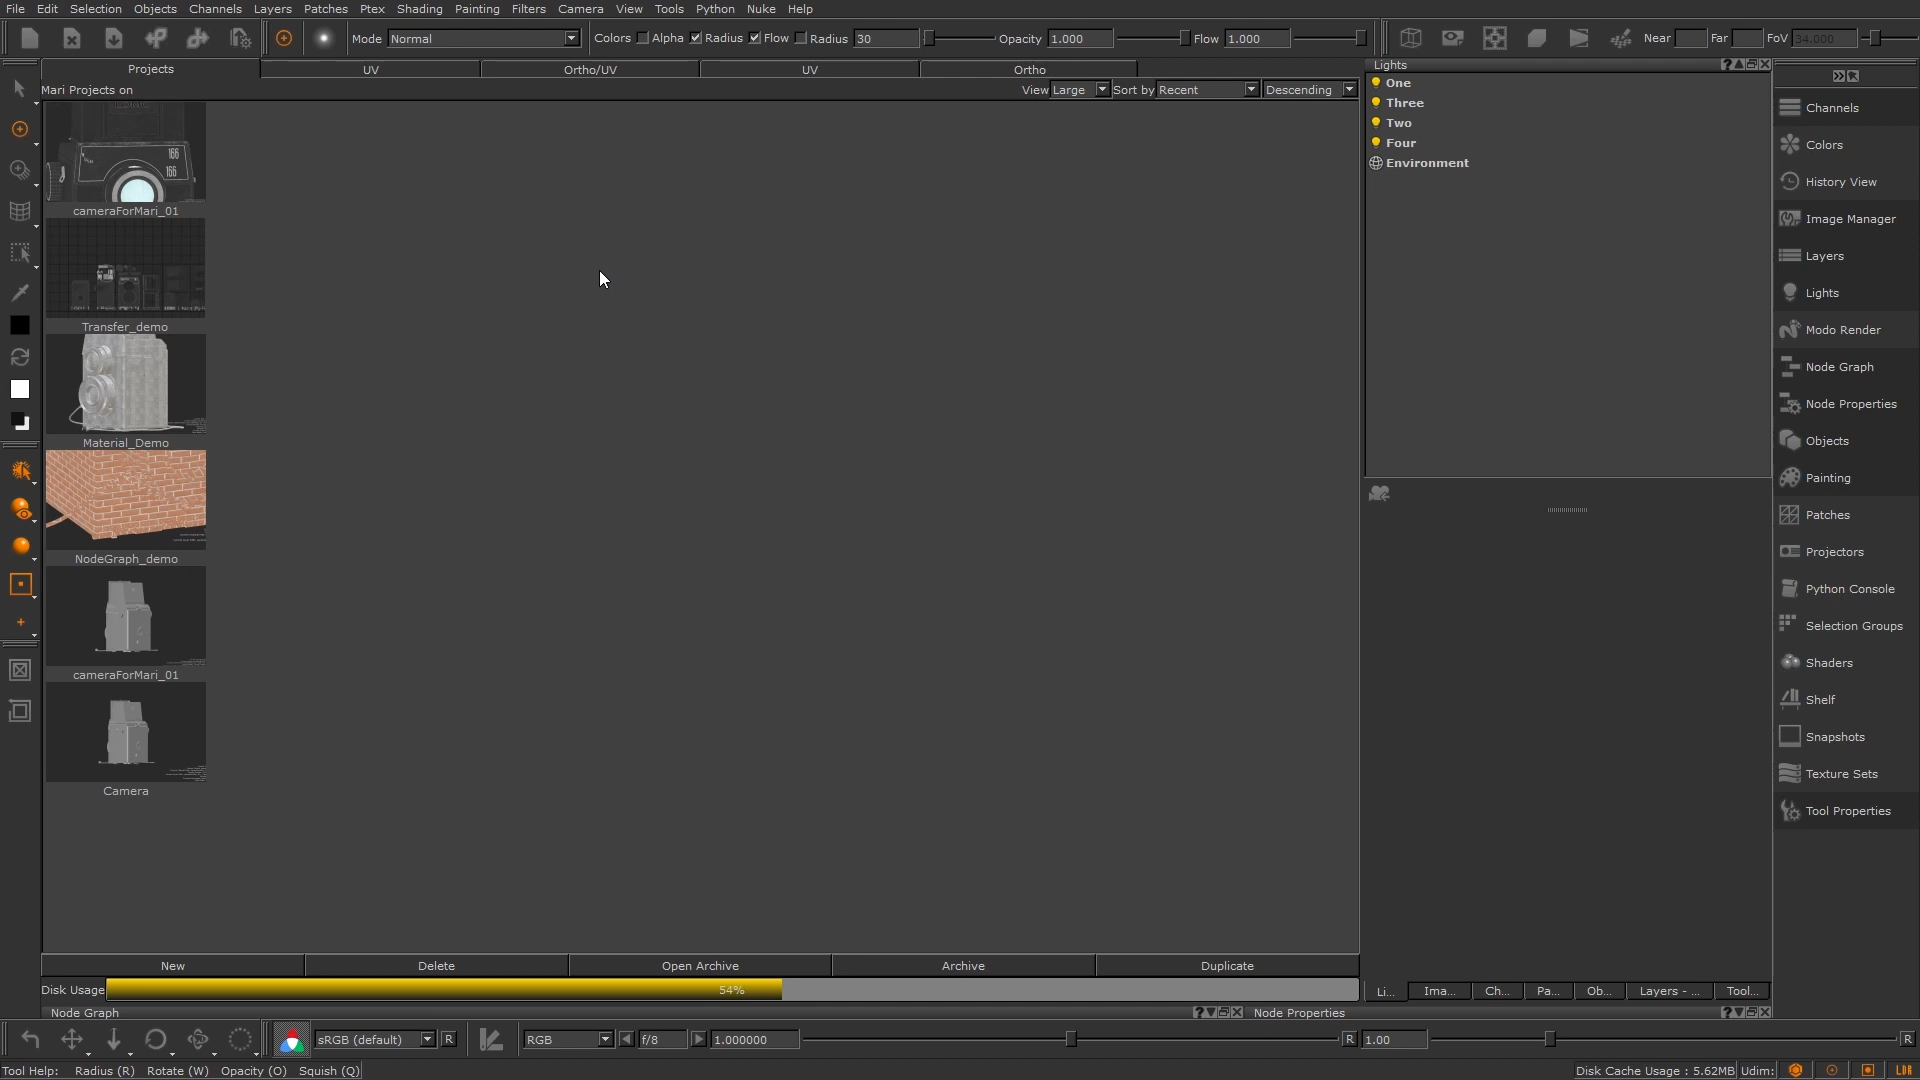 File Edit Selection Objects Channels Layers Patches Ptex Shading Painting Filters Camera View Tools Python Nuke Help
Mode Normal Colors Alpha Radius Flow Radius 30 Opacity 1.000 Flow 1.000 Near Far FoV 34.000
Projects UV Ortho/UV UV Ortho
Mari Projects on View Large Sort by Recent Descending
166
166
cameraForMari_01
Transfer_demo
Material_Demo
NodeGraph_demo
cameraForMari_01
Camera
New Delete Open Archive Archive Duplicate
Disk Usage 54%
Lights
One
Three
Two
Four
Environment
Li... Ima... Ch... Pa... Ob... Layers - ... Tool...
Channels
Colors
History View
Image Manager
Layers
Lights
Modo Render
Node Graph
Node Properties
Objects
Painting
Patches
Projectors
Python Console
Selection Groups
Shaders
Shelf
Snapshots
Texture Sets
Tool Properties
Node Graph Node Properties
sRGB (default) R RGB f/8 1.000000 R 1.00 R
Tool Help: Radius (R) Rotate (W) Opacity (O) Squish (Q) Disk Cache Usage : 5.62MB Udim: LDR